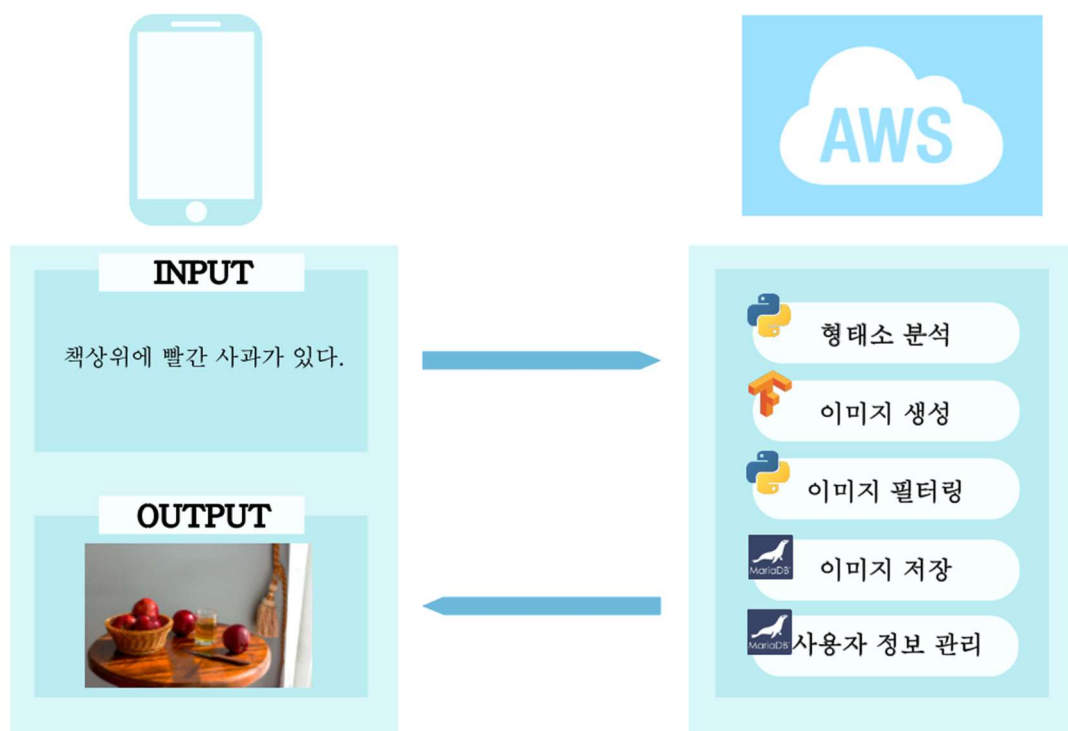 AWS
INPUT
책상위에 빨간 사과가 있다.
OUTPUT
형태소 분석
이미지 생성
이미지 필터링
MariaDB
이미지 저장
MariaDB
사용자 정보 관리